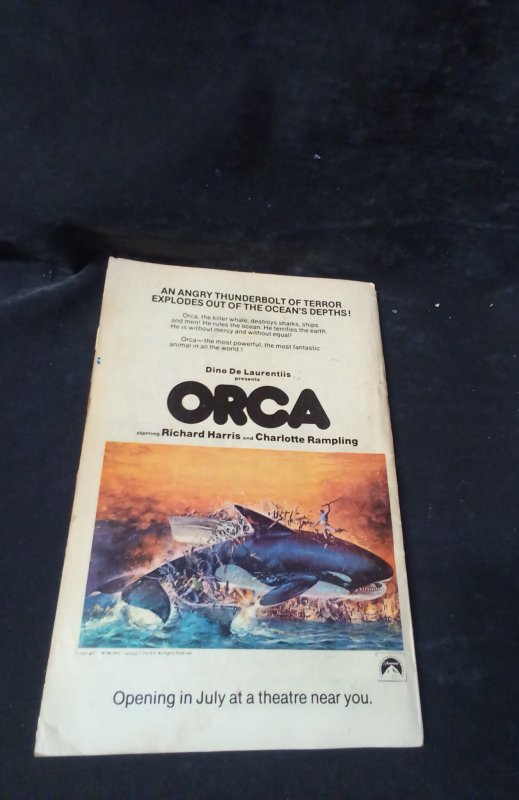 AN ANGRY THUNDERBOLT OF TERROR
EXPLODES OUT OF THE OCEAN'S DEPTHS!
Orca, the killer whale, destroys sharks, ships
and men! He rules the ocean. He terrifies the earth.
He is without mercy and without equal!
Orca—the most powerful, the most fantastic
animal in all the world!
Dino De Laurentiis
presents
ORCA
starring Richard Harris and Charlotte Rampling
Paramount
Opening in July at a theatre near you.